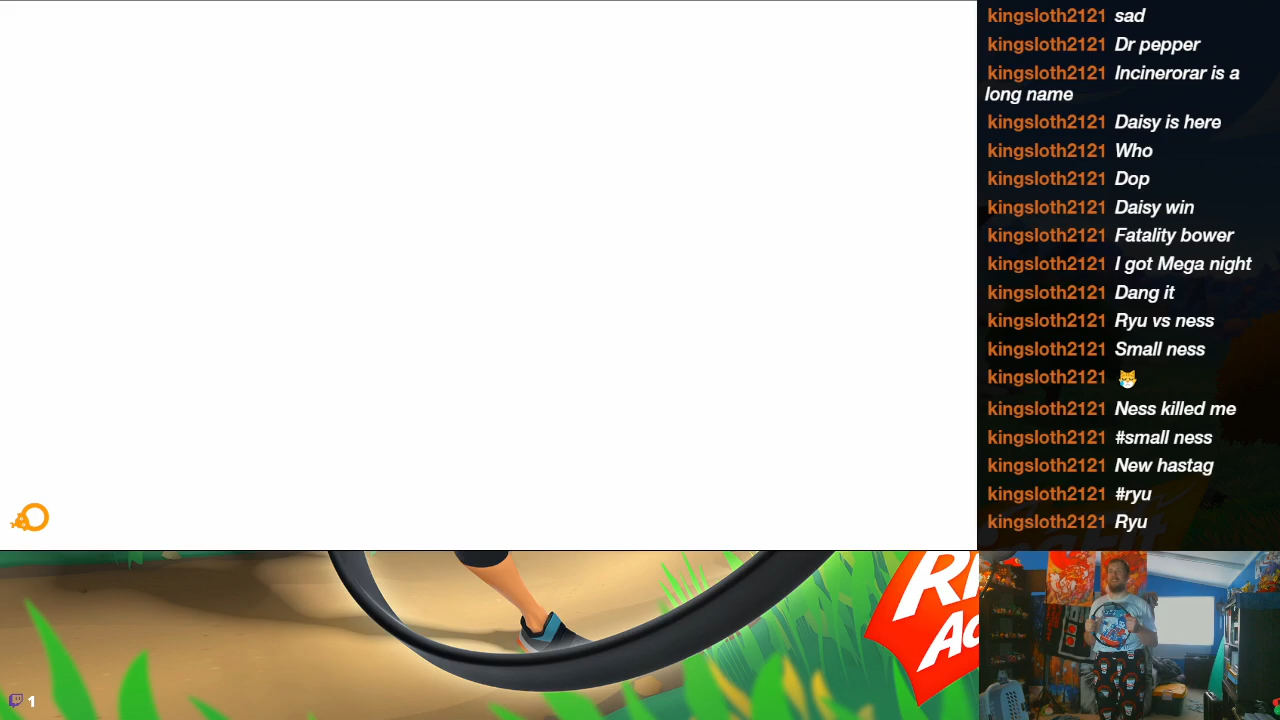 kingsloth2121 sad
kingsloth2121 Dr pepper
kingsloth2121 Incinerorar is a
long name
kingsloth2121 Daisy is here
kingsloth2121 Who
kingsloth2121 Dop
kingsloth2121 Daisy win
kingsloth2121 Fatality bower
kingsloth2121 I got Mega night
kingsloth2121 Dang it
kingsloth2121 Ryu vs ness
kingsloth2121 Small ness
kingsloth2121 😹
kingsloth2121 Ness killed me
kingsloth2121 #small ness
kingsloth2121 New hastag
kingsloth2121 #ryu
kingsloth2121 Ryu
1